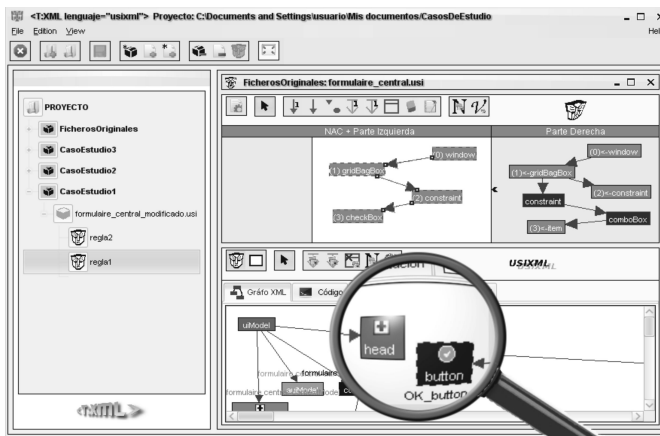 <T:XML lenguaje="usixml"> Proyecto: C:\Documents and Settings\usuario\Mis documentos\CasosDeEstudio
File Edition View Hel
FicherosOriginales: formulaire_central.usi
PROYECTO
FicherosOriginales
CasoEstudio3
CasoEstudio2
CasoEstudio1
formulaire_central_modificado.usi
regla2
regla1
NAC + Parte Izquierda
Parte Derecha
(0) window
(1) gridBagBox
(2) constraint
(3) checkBox
(0)<-window
(1)<-gridBagBox
(2)<-constraint
constraint
comboBox
(3)<-Item
USIXML
Gráfo XML
Código
uiModel
head
button
OK_button
<T:XML>